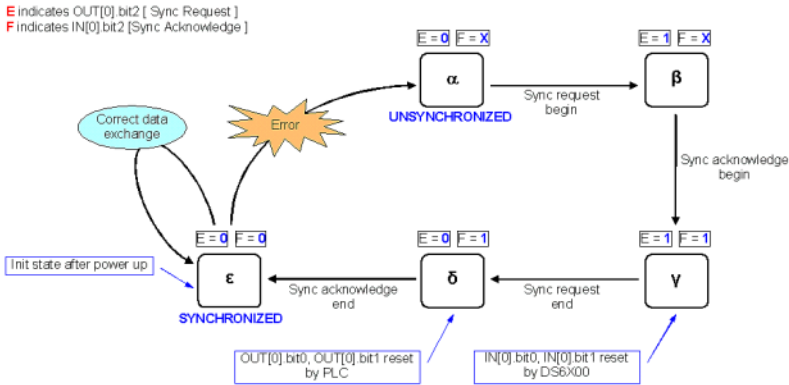 E indicates OUT[0].bit2 [ Sync Request ]
F indicates IN[0].bit2 [Sync Acknowledge ]
E = 0 F = X
E = 1 F = X
α
β
UNSYNCHRONIZED
Sync request
begin
Correct data
exchange
Error
Sync acknowledge
begin
E = 0 F = 0
E = 0 F = 1
E = 1 F = 1
Init state after power up
ε
δ
γ
Sync acknowledge
end
Sync request
end
SYNCHRONIZED
OUT[0].bit0, OUT[0].bit1 reset
by PLC
IN[0].bit0, IN[0].bit1 reset
by DS6X00